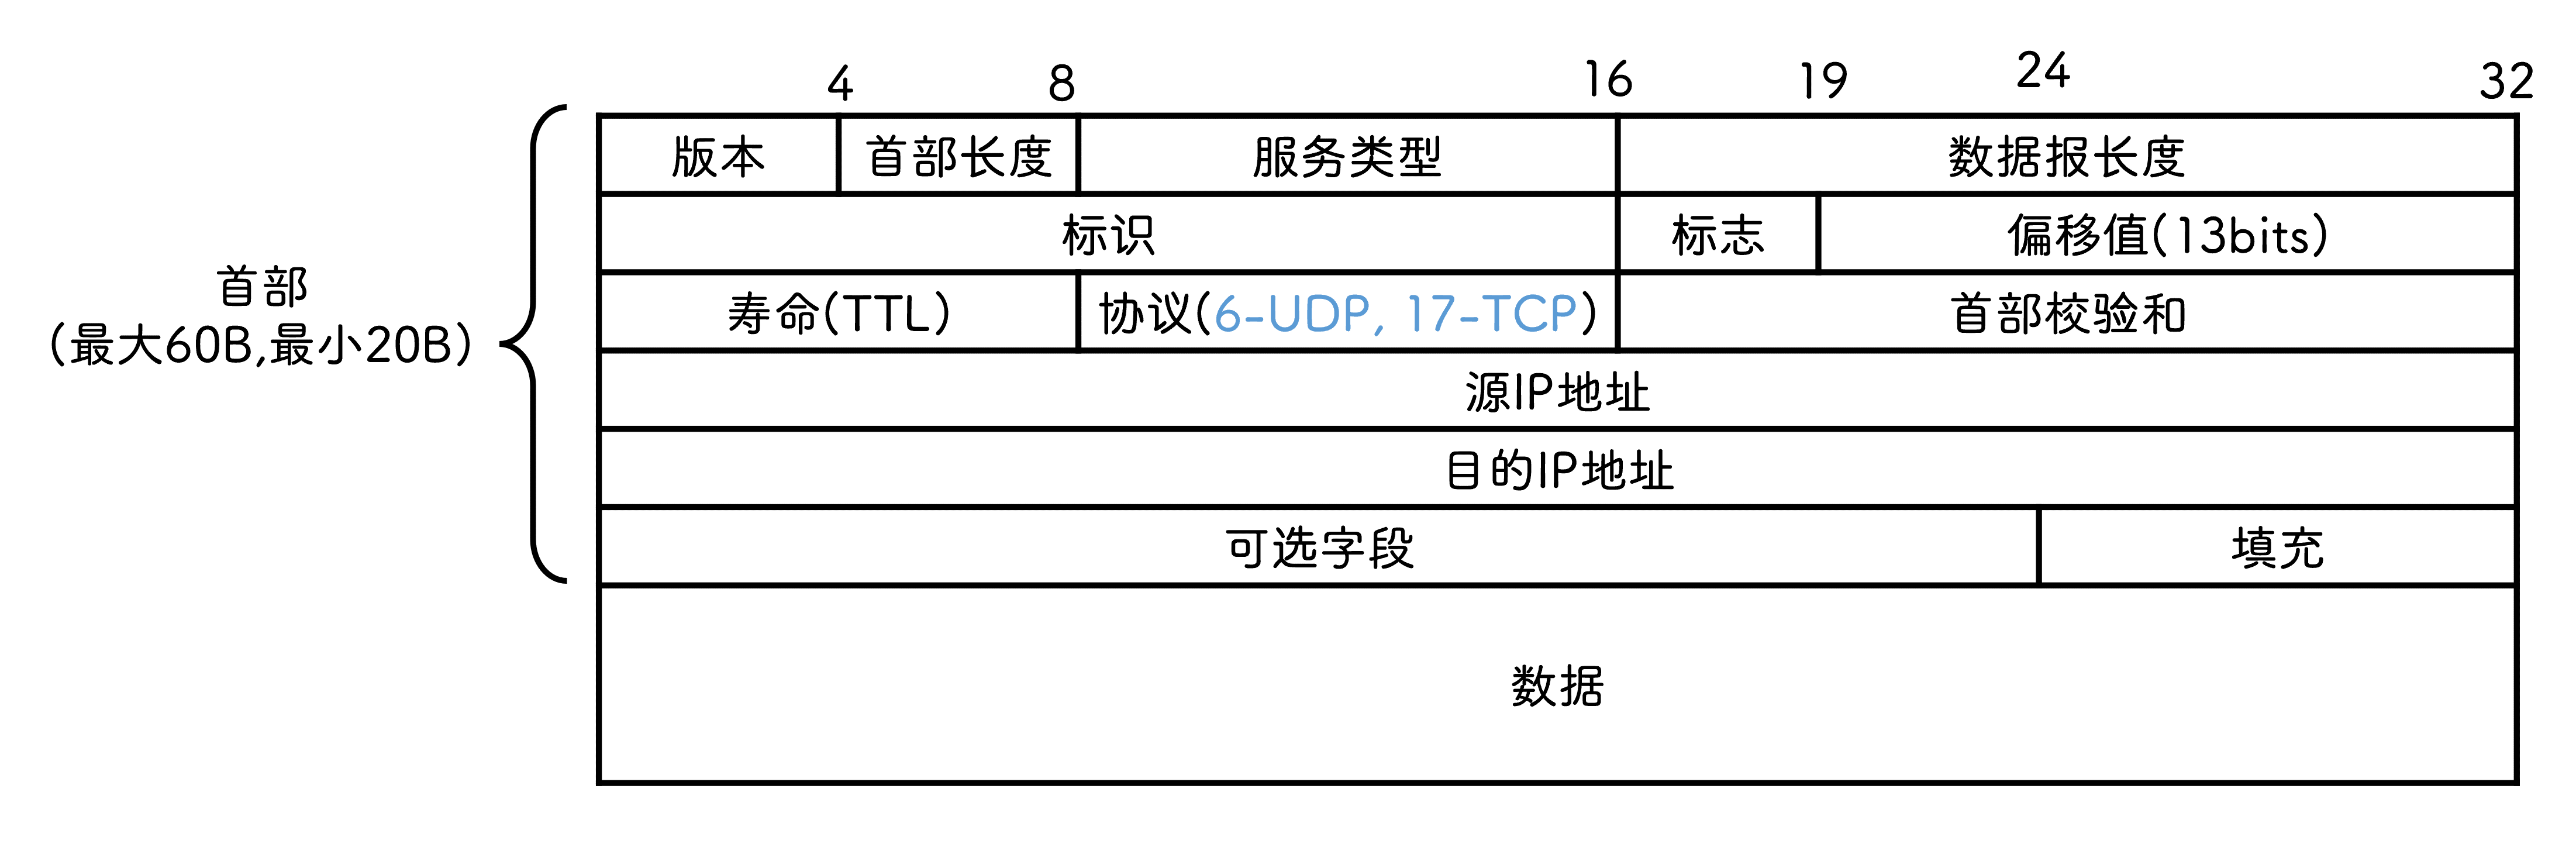 4 8 16 19 24 32
版本 首部长度 服务类型 数据报长度
标识 标志 偏移值(13bits)
寿命(TTL) 协议(6-UDP, 17-TCP) 首部校验和
源IP地址
目的IP地址
可选字段 填充
数据
首部
(最大60B,最小20B)